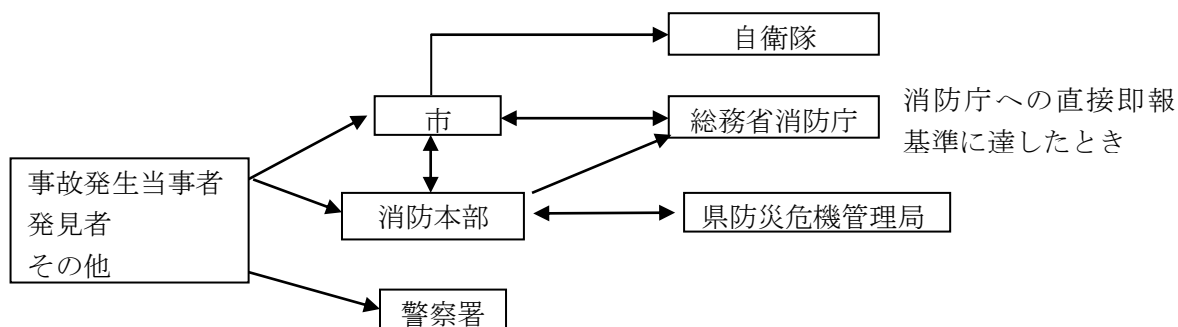 自衛隊
市
総務省消防庁
消防庁への直接即報
基準に達したとき
事故発生当事者
発見者
その他
消防本部
県防災危機管理局
警察署